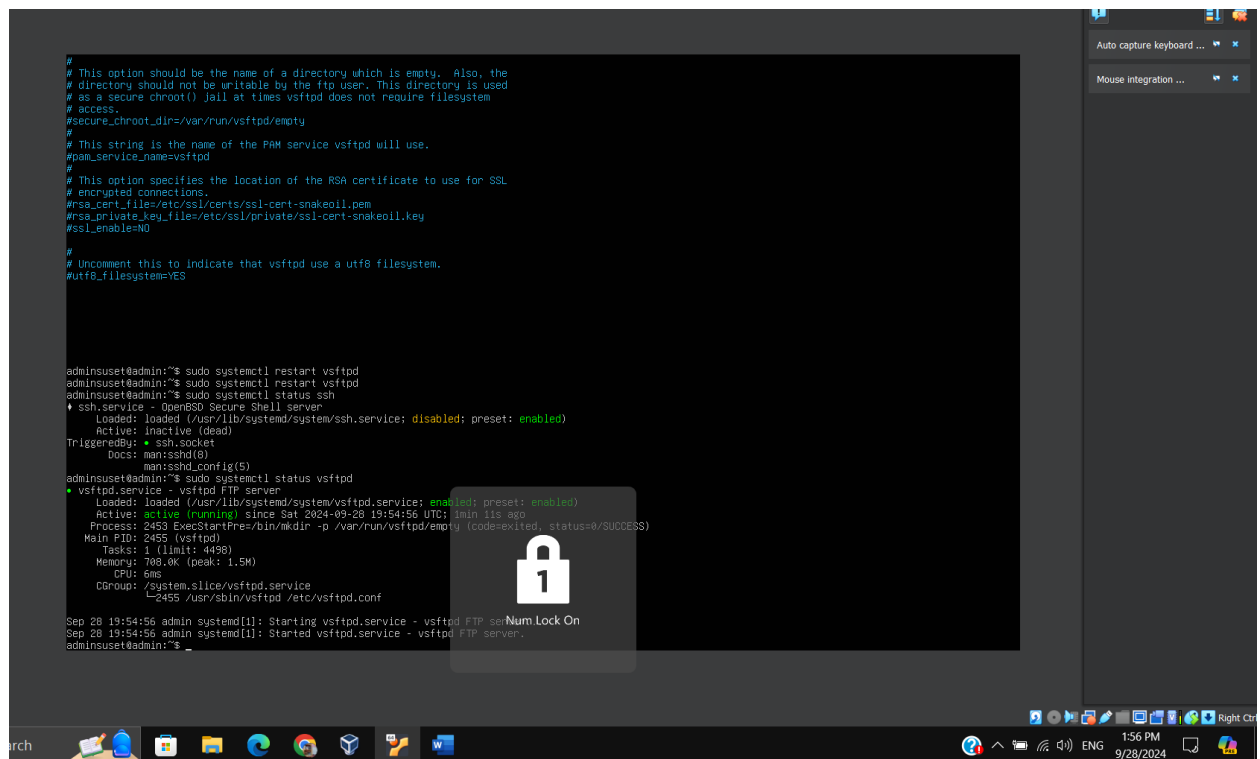 #
# This option should be the name of a directory which is empty.  Also, the
# directory should not be writable by the ftp user. This directory is used
# as a secure chroot() jail at times vsftpd does not require filesystem
# access.
#secure_chroot_dir=/var/run/vsftpd/empty
#
# This string is the name of the PAM service vsftpd will use.
#pam_service_name=vsftpd
#
# This option specifies the location of the RSA certificate to use for SSL
# encrypted connections.
#rsa_cert_file=/etc/ssl/certs/ssl-cert-snakeoil.pem
#rsa_private_key_file=/etc/ssl/private/ssl-cert-snakeoil.key
#ssl_enable=NO
#
# Uncomment this to indicate that vsftpd use a utf8 filesystem.
#utf8_filesystem=YES
adminsuset@admin:~$ sudo systemctl restart vsftpd
adminsuset@admin:~$ sudo systemctl restart vsftpd
adminsuset@admin:~$ sudo systemctl status ssh
♦ ssh.service - OpenBSD Secure Shell server
Loaded: loaded (/usr/lib/systemd/system/ssh.service; disabled; preset: enabled)
Active: inactive (dead)
TriggeredBy: ● ssh.socket
Docs: man:sshd(8)
man:sshd_config(5)
adminsuset@admin:~$ sudo systemctl status vsftpd
● vsftpd.service - vsftpd FTP server
Loaded: loaded (/usr/lib/systemd/system/vsftpd.service; enabled; preset: enabled)
Active: active (running) since Sat 2024-09-28 19:54:56 UTC; 1min 11s ago
Process: 2453 ExecStartPre=/bin/mkdir -p /var/run/vsftpd/empty (code=exited, status=0/SUCCESS)
Main PID: 2455 (vsftpd)
Tasks: 1 (limit: 4498)
Memory: 708.0K (peak: 1.5M)
CPU: 6ms
CGroup: /system.slice/vsftpd.service
└─2455 /usr/sbin/vsftpd /etc/vsftpd.conf
Sep 28 19:54:56 admin systemd[1]: Starting vsftpd.service - vsftpd FTP
Sep 28 19:54:56 admin systemd[1]: Started vsftpd.service - vsftpd FTP server.
adminsuset@admin:~$ _
1
Num Lock On
Auto capture keyboard ...
Mouse integration ...
Right Ctrl
arch
ENG
1:56 PM
9/28/2024